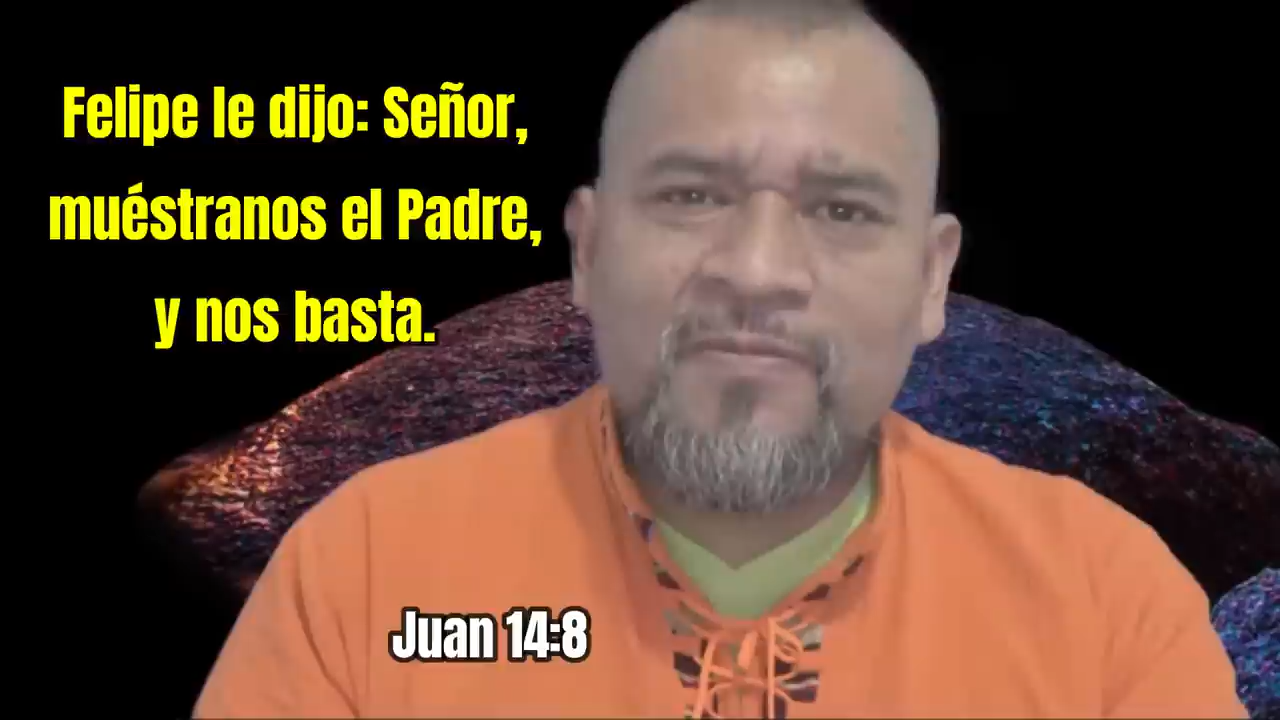 Felipe le dijo: Señor,
muéstranos el Padre,
y nos basta.
Juan 14:8